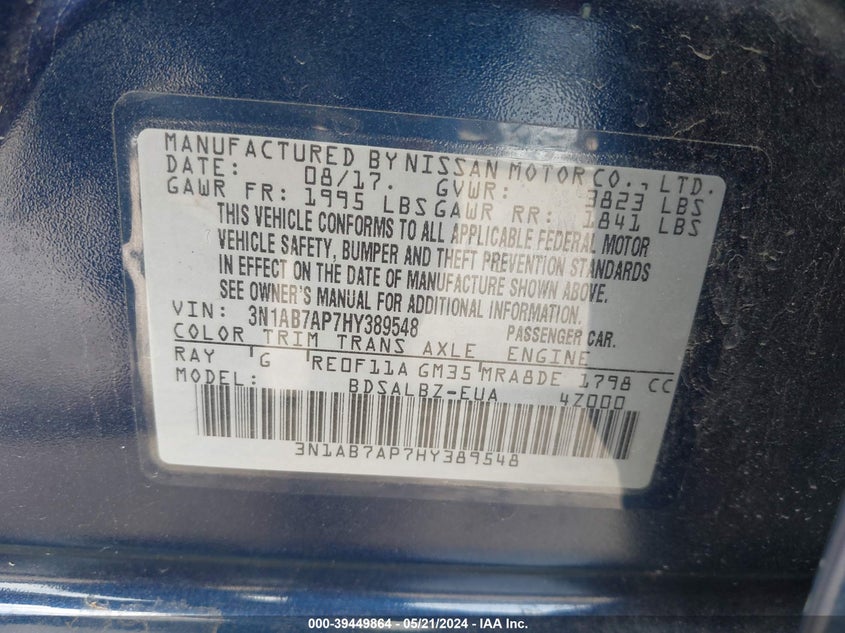 MANUFACTURED BY NISSAN MOTOR CO., LTD.
DATE: 08/17. GVWR: 3823 LBS
GAWR FR: 1995 LBS GAWR RR: 1841 LBS
THIS VEHICLE CONFORMS TO ALL APPLICABLE FEDERAL MOTOR
VEHICLE SAFETY, BUMPER AND THEFT PREVENTION STANDARDS
IN EFFECT ON THE DATE OF MANUFACTURE SHOWN ABOVE.
SEE OWNER'S MANUAL FOR ADDITIONAL INFORMATION.
VIN: 3N1AB7AP7HY389548 PASSENGER CAR.
COLOR TRIM TRANS AXLE ENGINE
RAY G RE0F11A GM35 MRA8DE 1798 CC
MODEL: BDSALBZ-EUA 4Z000
3N1AB7AP7HY389548
000-39449864 - 05/21/2024 - IAA Inc.